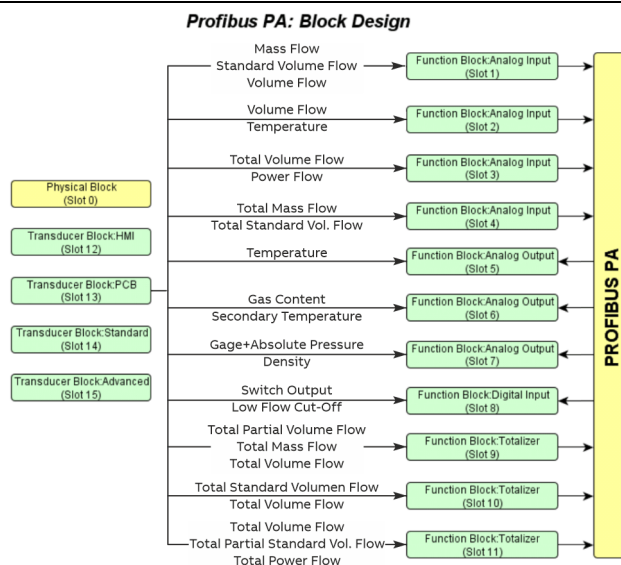 Profibus PA: Block Design
Mass Flow
Standard Volume Flow
Volume Flow
Function Block:Analog Input
(Slot 1)
Volume Flow
Temperature
Function Block:Analog Input
(Slot 2)
Total Volume Flow
Power Flow
Function Block:Analog Input
(Slot 3)
Physical Block
(Slot 0)
Total Mass Flow
Total Standard Vol. Flow
Function Block:Analog Input
(Slot 4)
Transducer Block:HMI
(Slot 12)
Temperature
Function Block:Analog Output
(Slot 5)
Transducer Block:PCB
(Slot 13)
Gas Content
Secondary Temperature
Function Block:Analog Output
(Slot 6)
Transducer Block:Standard
(Slot 14)
Gage+Absolute Pressure
Density
Function Block:Analog Output
(Slot 7)
Transducer Block:Advanced
(Slot 15)
Switch Output
Low Flow Cut-Off
Function Block:Digital Input
(Slot 8)
Total Partial Volume Flow
Total Mass Flow
Total Volume Flow
Function Block:Totalizer
(Slot 9)
Total Standard Volumen Flow
Total Volume Flow
Function Block:Totalizer
(Slot 10)
Total Volume Flow
Total Partial Standard Vol. Flow
Total Power Flow
Function Block:Totalizer
(Slot 11)
PROFIBUS PA